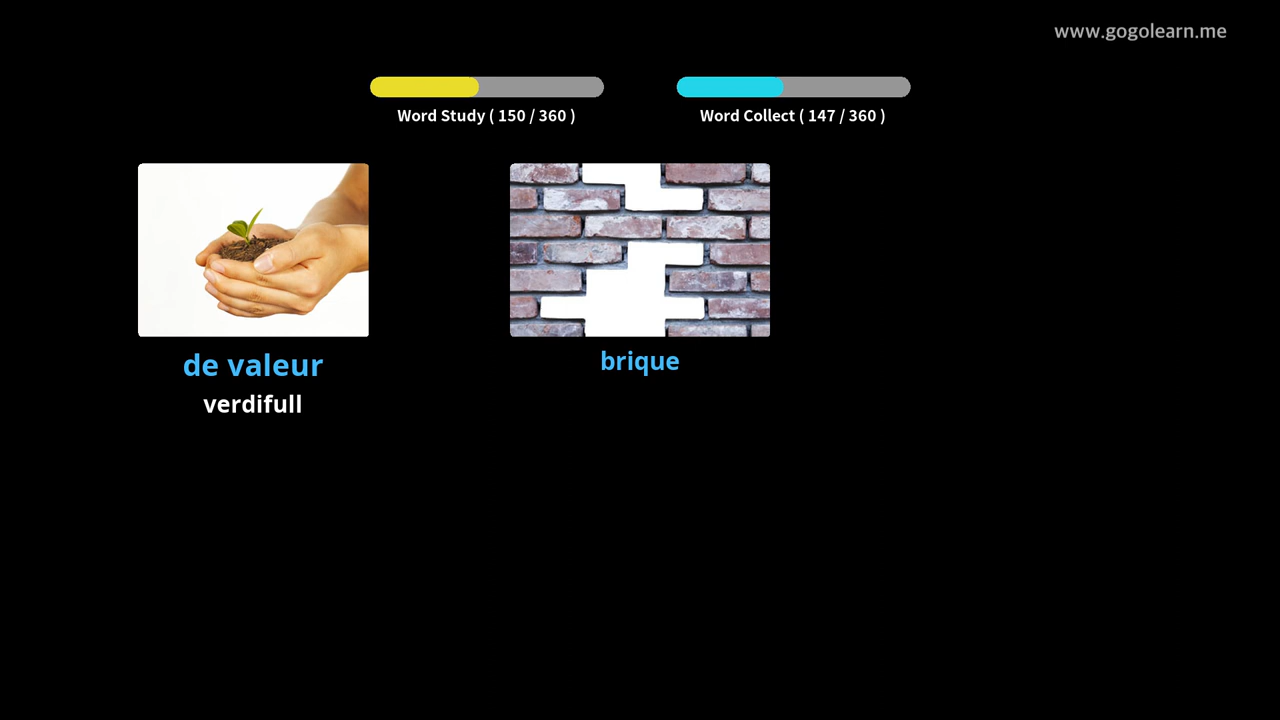 www.gogolearn.me
Word Study ( 150 / 360 )
Word Collect ( 147 / 360 )
de valeur
verdifull
brique